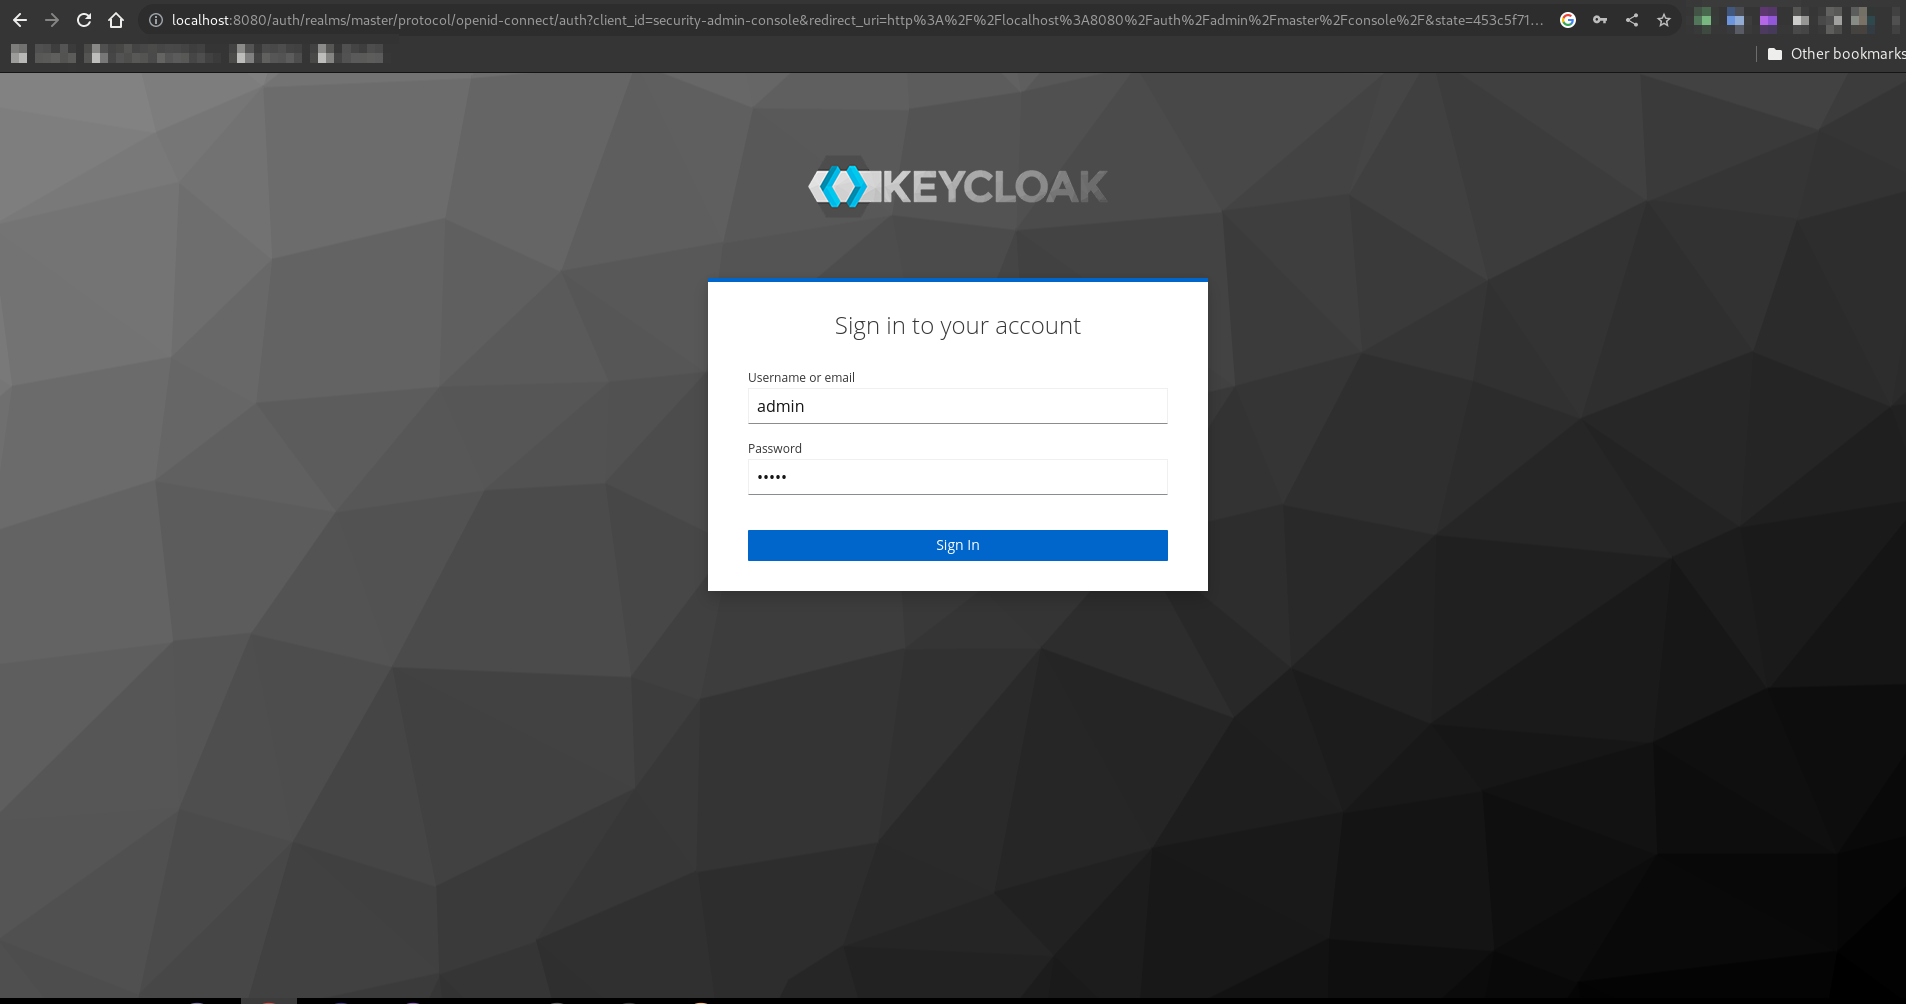 localhost:8080/auth/realms/master/protocol/openid-connect/auth?client_id=security-admin-console&redirect_uri=http%3A%2F%2Flocalhost%3A8080%2Fauth%2Fadmin%2Fmaster%2Fconsole%2F&state=453c5f71...
Other bookmarks
KEYCLOAK
Sign in to your account
Username or email
admin
Password
•••••
Sign In